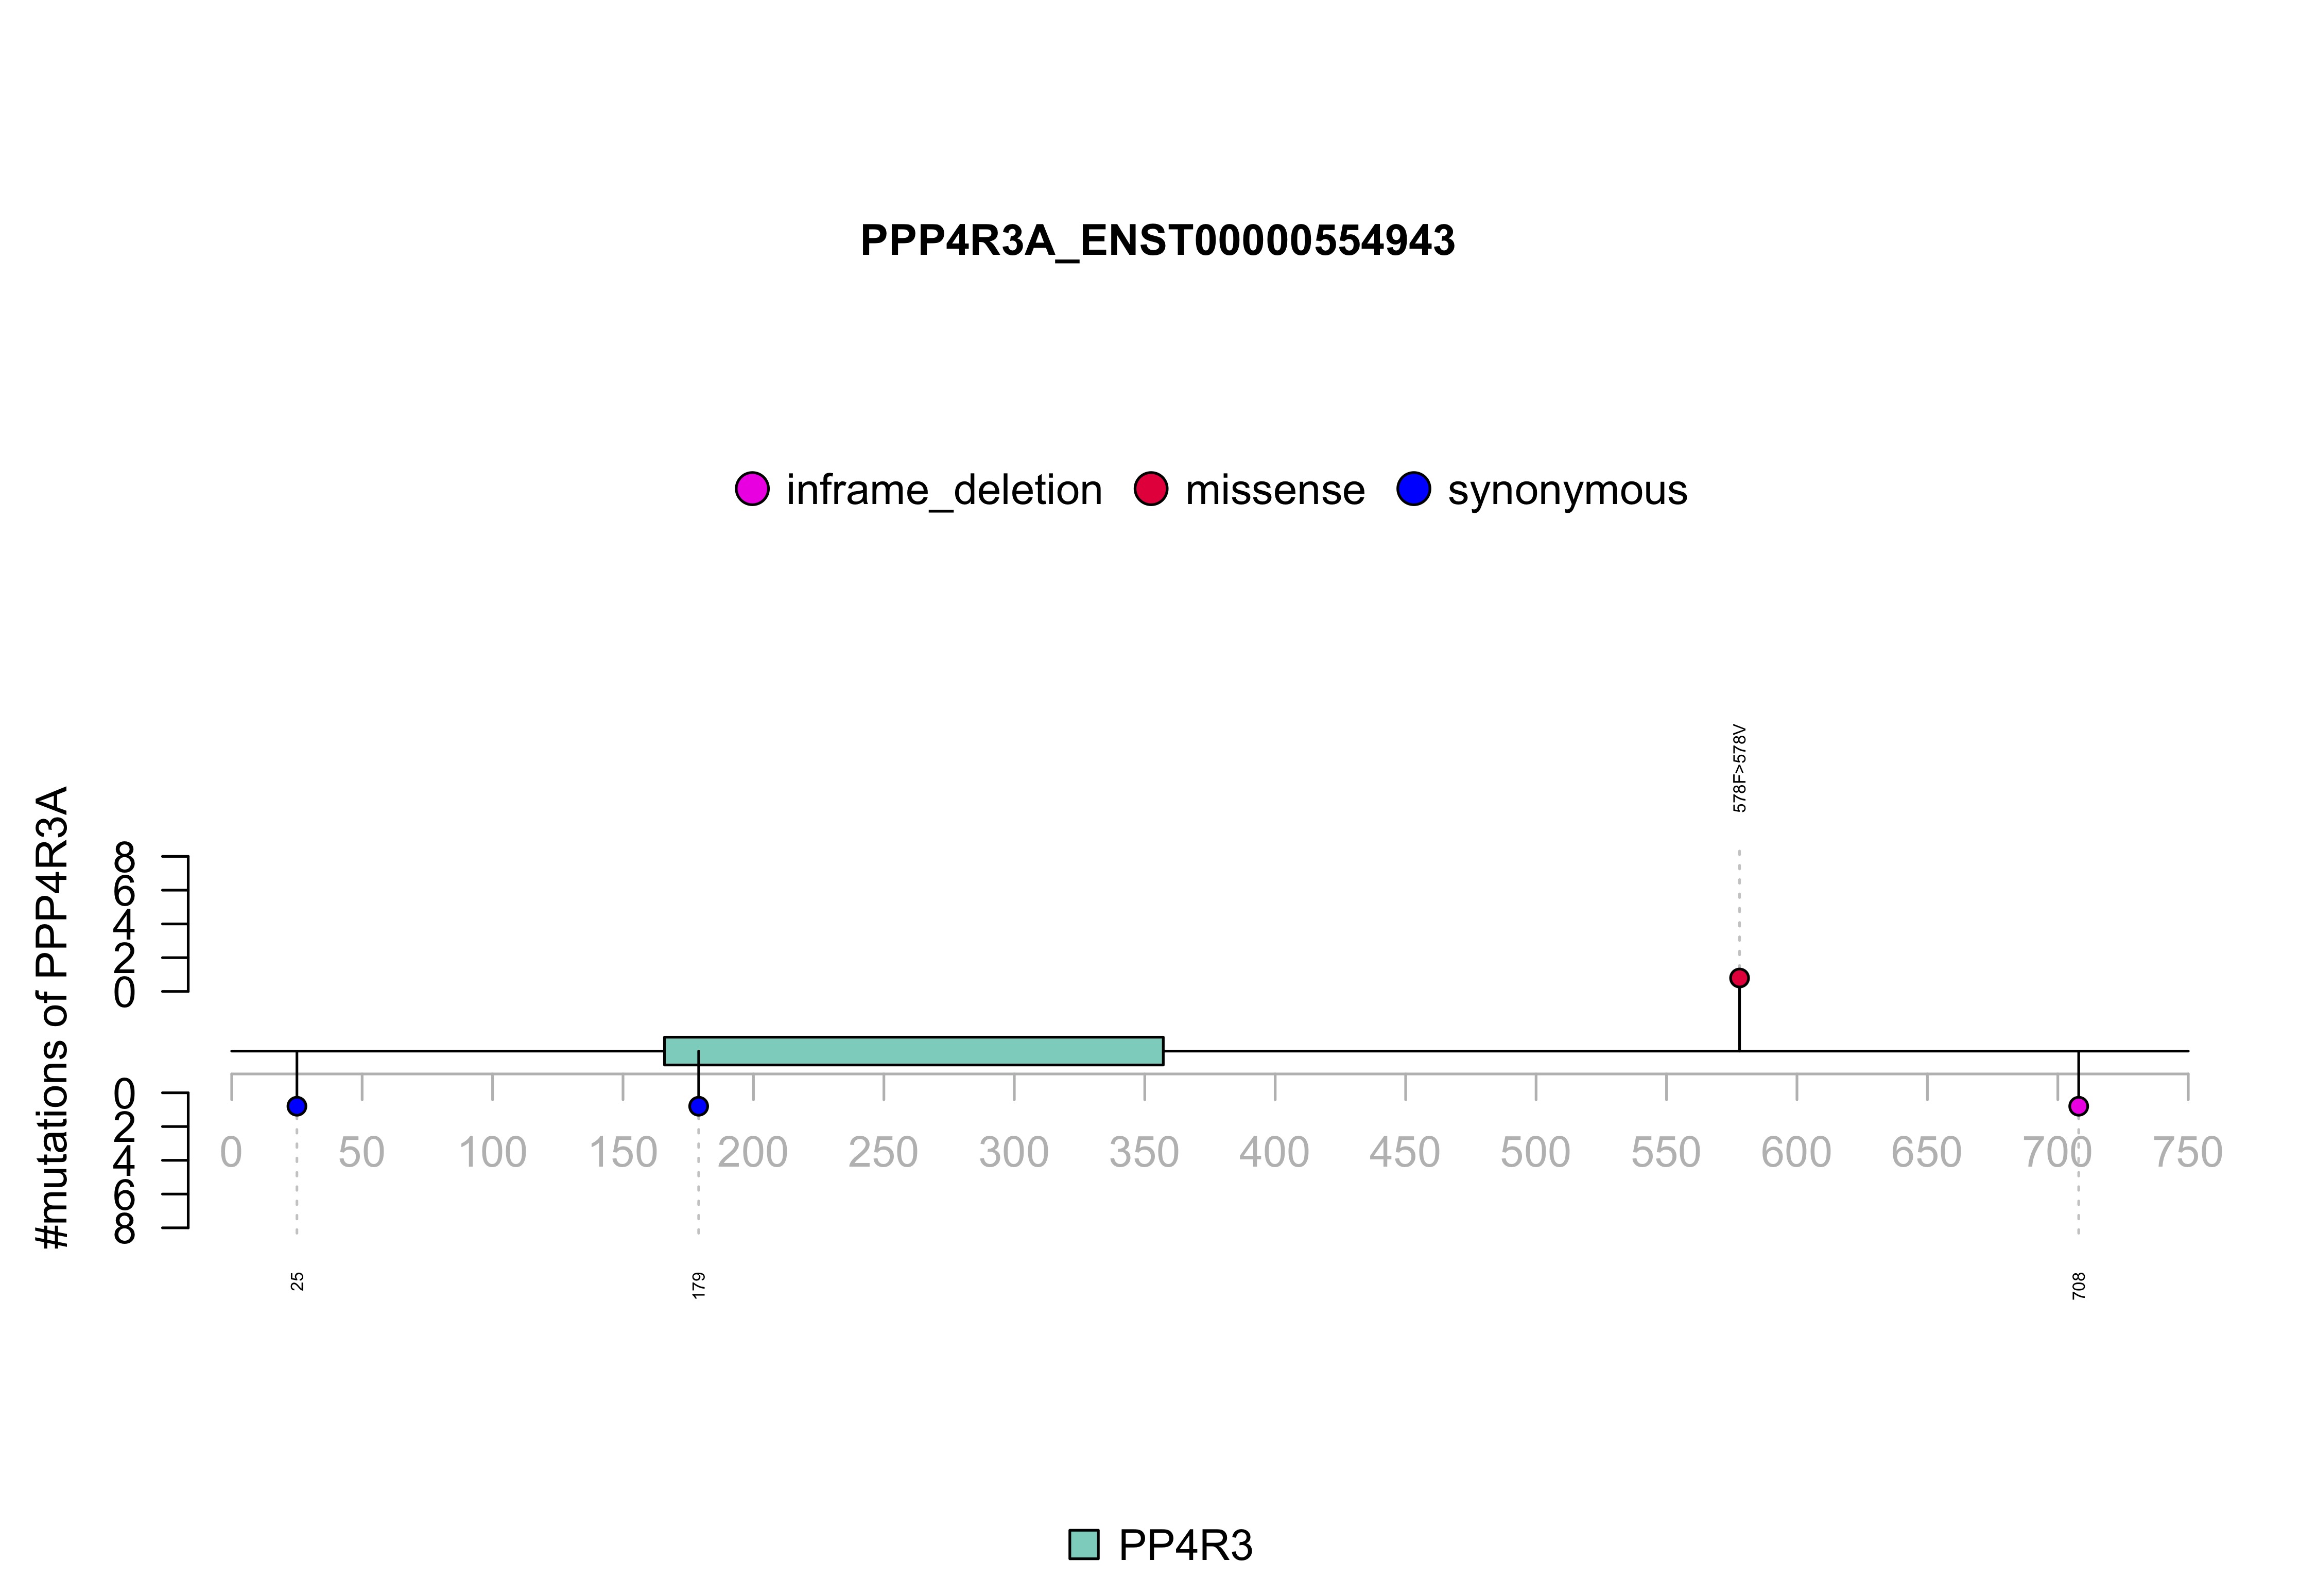 PPP4R3A_ENST00000554943
inframe_deletion missense synonymous
578F>578V
#mutations of PPP4R3A
8
6
4
2
0
0
2
4
6
8
0 50 100 150 200 250 300 350 400 450 500 550 600 650 700 750
25 179 708
PP4R3